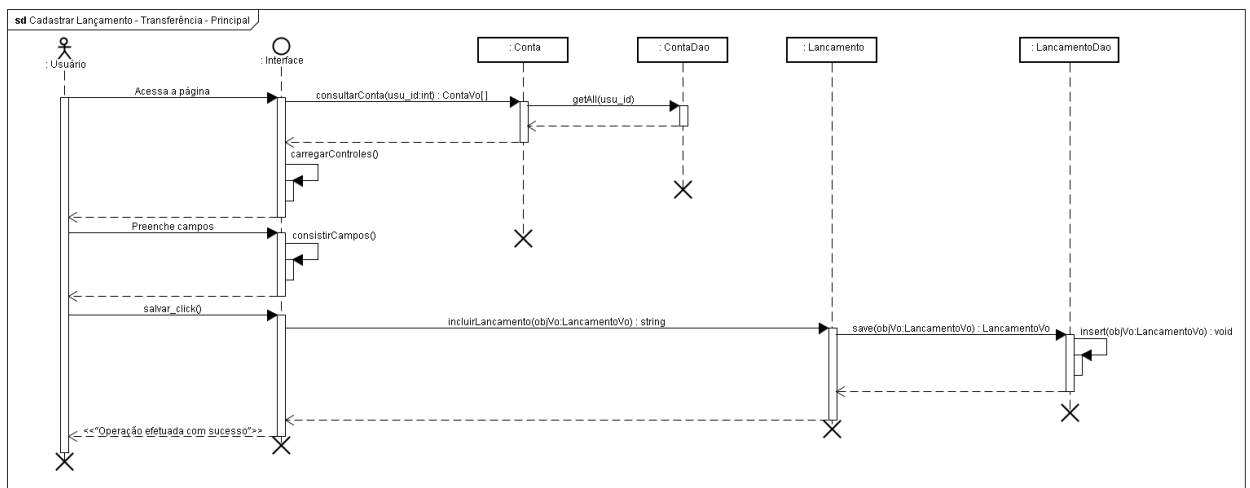 sd Cadastrar Lançamento - Transferência - Principal
: Usuário
: Interface
: Conta
: ContaDao
: Lancamento
: LancamentoDao
Acessa a página
consultarConta(usu_id:int) : ContaVo[]
getAll(usu_id)
carregarControles()
Preenche campos
consistirCampos()
salvar_click()
incluirLancamento(objVo:LancamentoVo) : string
save(objVo:LancamentoVo) : LancamentoVo
insert(objVo:LancamentoVo) : void
<<"Operação efetuada com sucesso">>